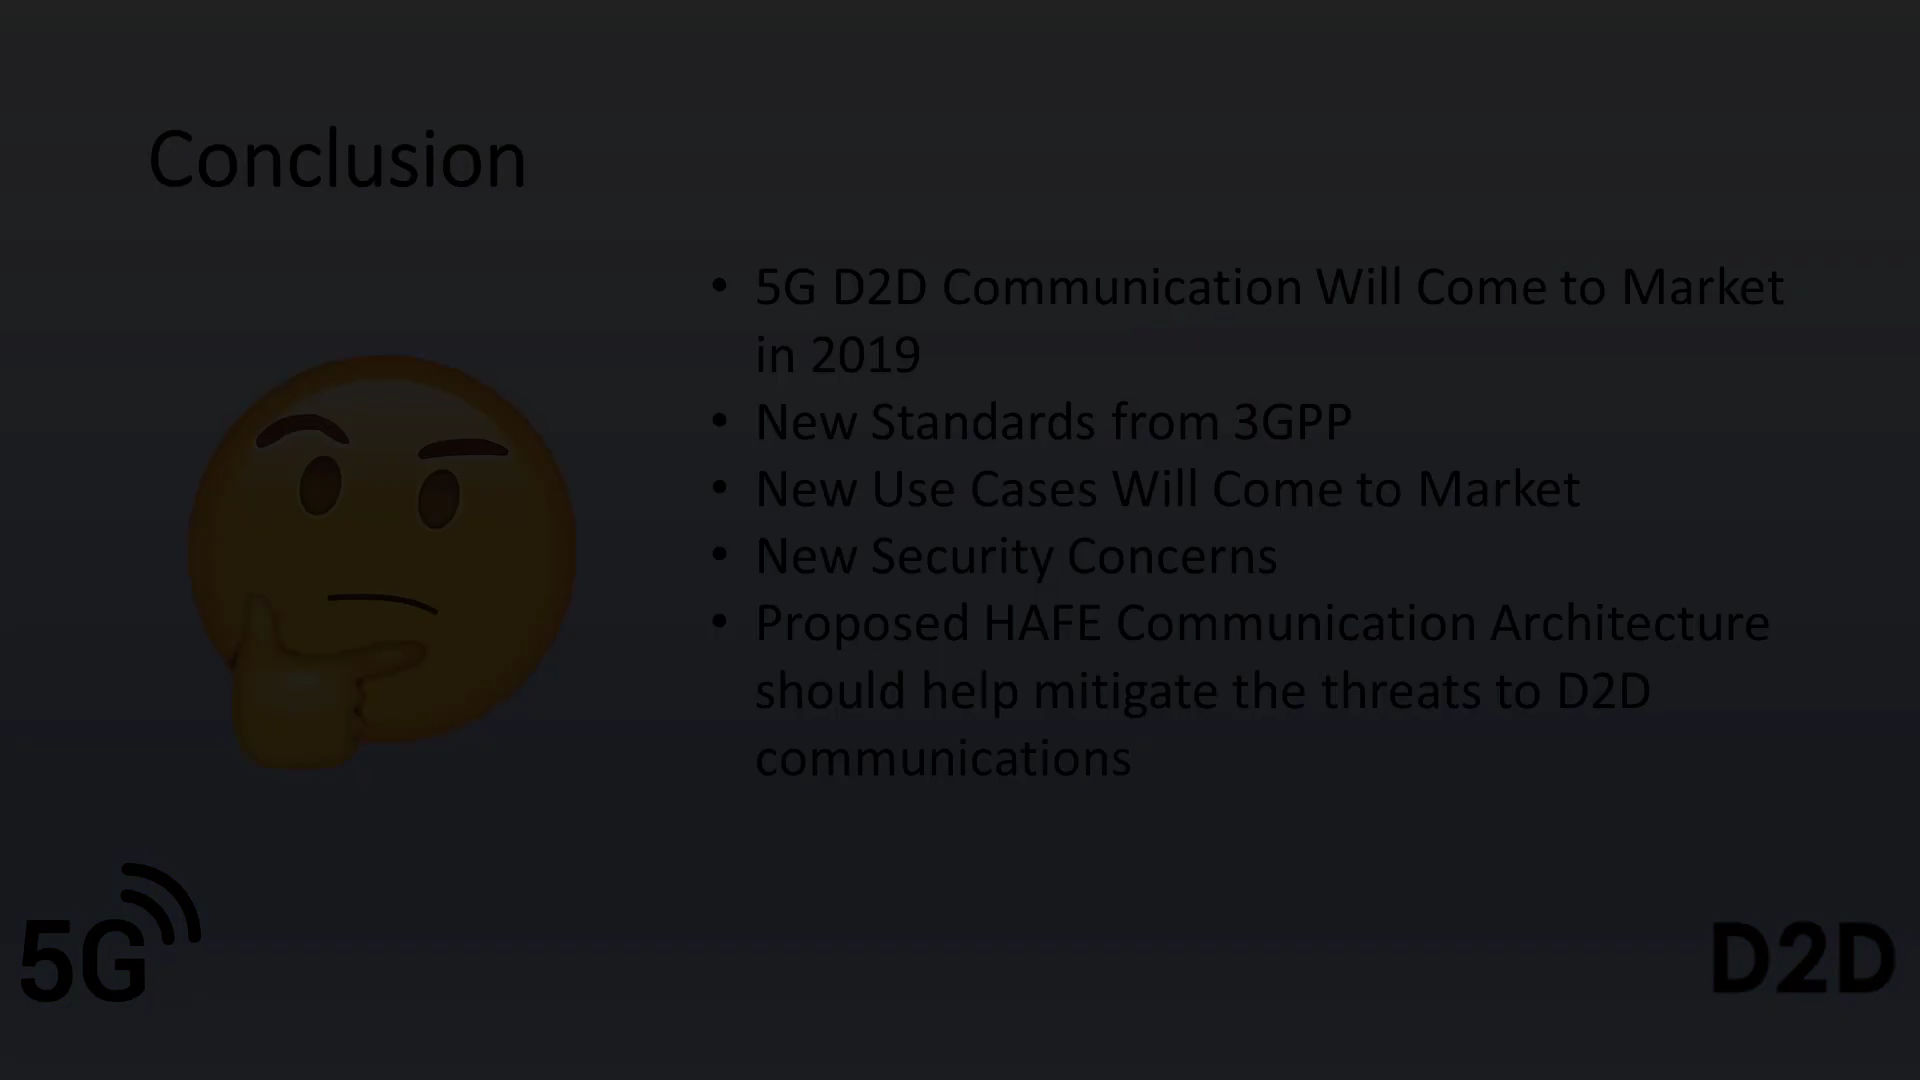 Conclusion
• 5G D2D Communication Will Come to Market
in 2019
• New Standards from 3GPP
• New Use Cases Will Come to Market
• New Security Concerns
• Proposed HAFE Communication Architecture
should help mitigate the threats to D2D
communications
5G
D2D